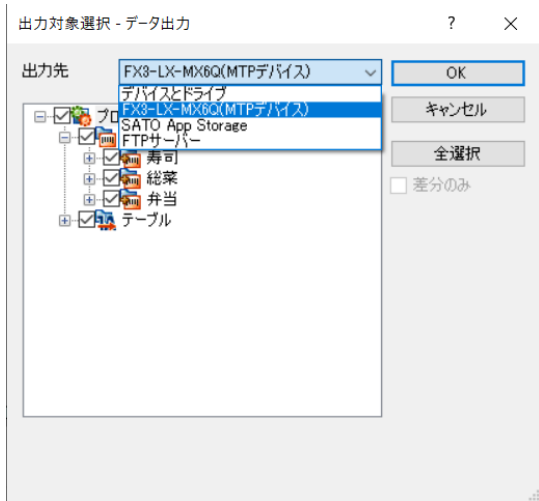 出力対象選択 - データ出力
出力先
FX3-LX-MX6Q(MTPデバイス)
OK
デバイスとドライブ
FX3-LX-MX6Q(MTPデバイス)
SATO App Storage
FTPサーバー
キャンセル
全選択
差分のみ
プロ
寿司
総菜
弁当
テーブル